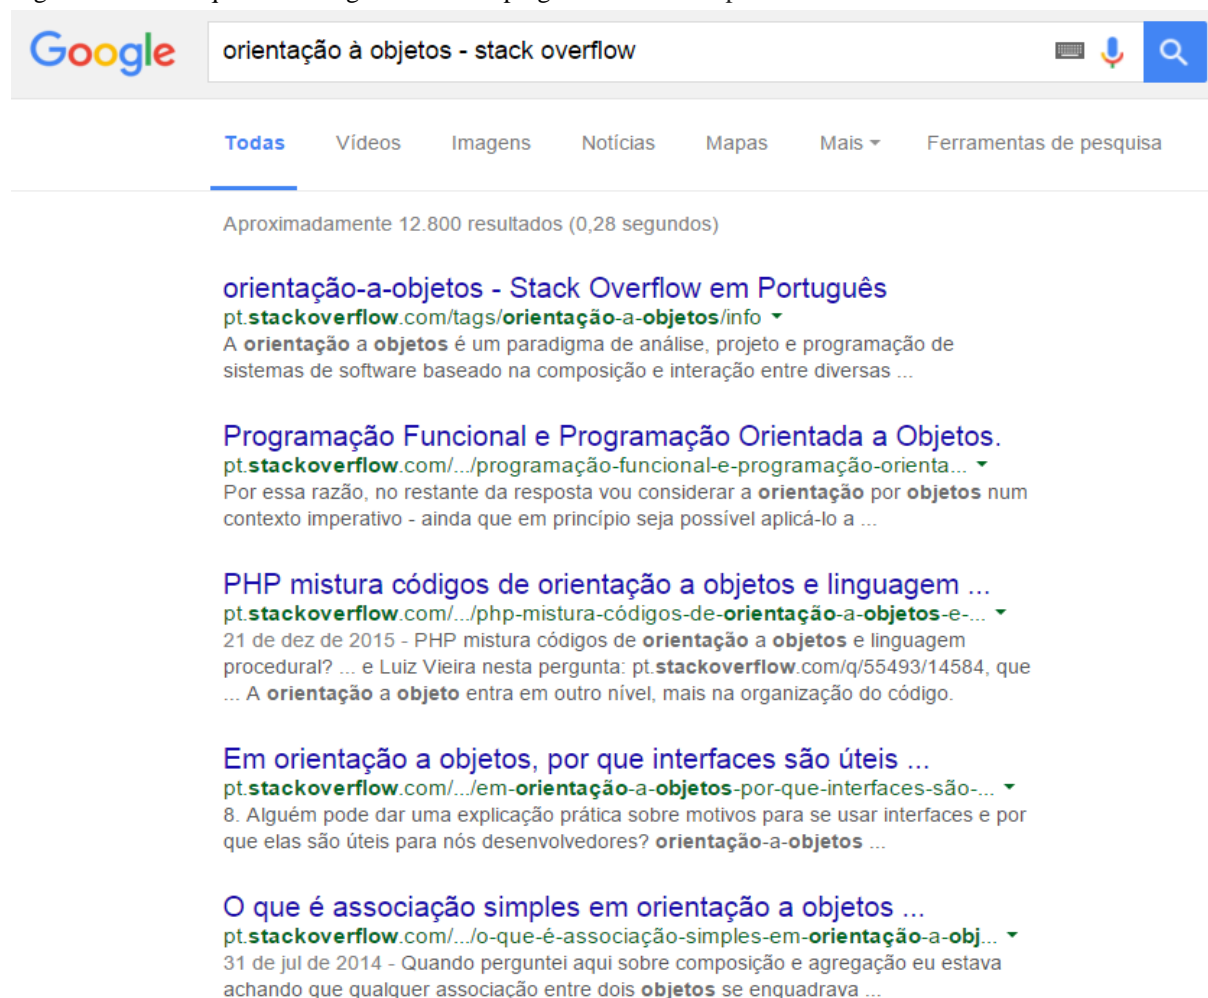 Google
orientação à objetos - stack overflow
Todas Vídeos Imagens Notícias Mapas Mais Ferramentas de pesquisa
Aproximadamente 12.800 resultados (0,28 segundos)
orientação-a-objetos - Stack Overflow em Português
pt.stackoverflow.com/tags/orientação-a-objetos/info
A orientação a objetos é um paradigma de análise, projeto e programação de
sistemas de software baseado na composição e interação entre diversas ...
Programação Funcional e Programação Orientada a Objetos.
pt.stackoverflow.com/.../programação-funcional-e-programação-orienta...
Por essa razão, no restante da resposta vou considerar a orientação por objetos num
contexto imperativo - ainda que em princípio seja possível aplicá-lo a ...
PHP mistura códigos de orientação a objetos e linguagem ...
pt.stackoverflow.com/.../php-mistura-códigos-de-orientação-a-objetos-e-...
21 de dez de 2015 - PHP mistura códigos de orientação a objetos e linguagem
procedural? ... e Luiz Vieira nesta pergunta: pt.stackoverflow.com/q/55493/14584, que
... A orientação a objeto entra em outro nível, mais na organização do código.
Em orientação a objetos, por que interfaces são úteis ...
pt.stackoverflow.com/.../em-orientação-a-objetos-por-que-interfaces-são-...
8. Alguém pode dar uma explicação prática sobre motivos para se usar interfaces e por
que elas são úteis para nós desenvolvedores? orientação-a-objetos ...
O que é associação simples em orientação a objetos ...
pt.stackoverflow.com/.../o-que-é-associação-simples-em-orientação-a-obj...
31 de jul de 2014 - Quando perguntei aqui sobre composição e agregação eu estava
achando que qualquer associação entre dois objetos se enquadrava ...